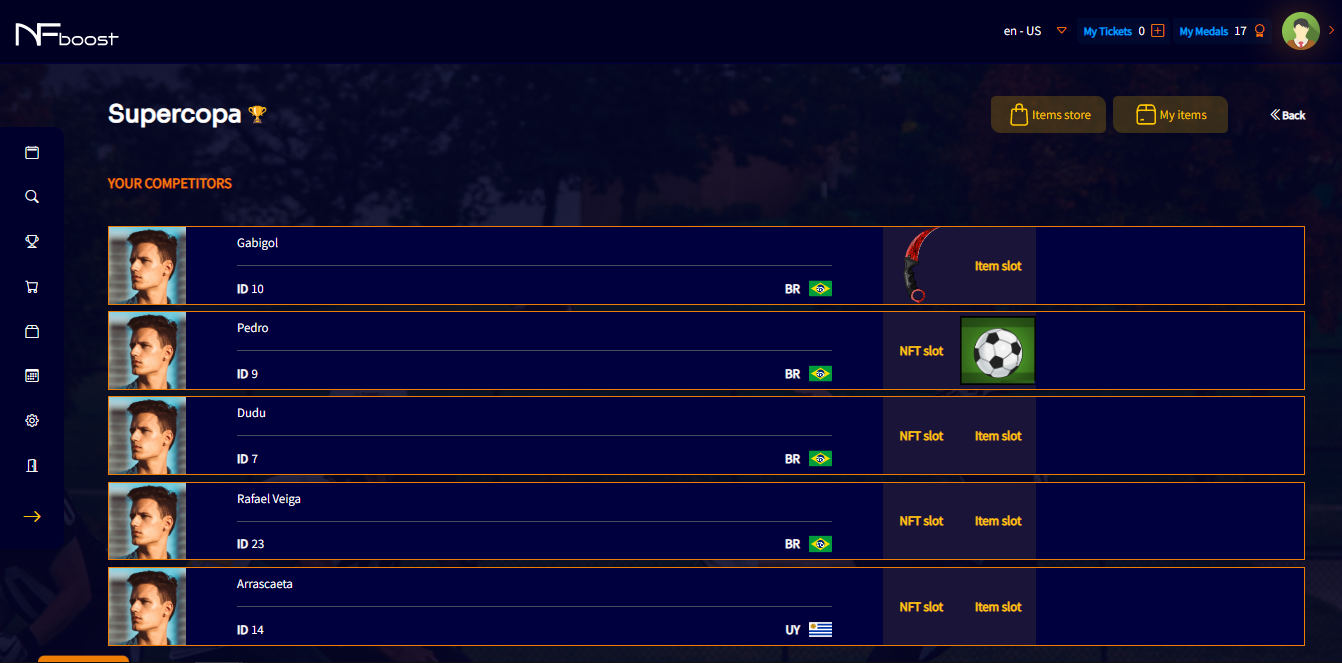 NFboost
en - US
My Tickets 0
My Medals 17
Supercopa
Items store
My items
Back
YOUR COMPETITORS
Gabigol
ID 10
BR
Item slot
Pedro
ID 9
BR
NFT slot
Dudu
ID 7
BR
NFT slot
Item slot
Rafael Veiga
ID 23
BR
NFT slot
Item slot
Arrascaeta
ID 14
UY
NFT slot
Item slot